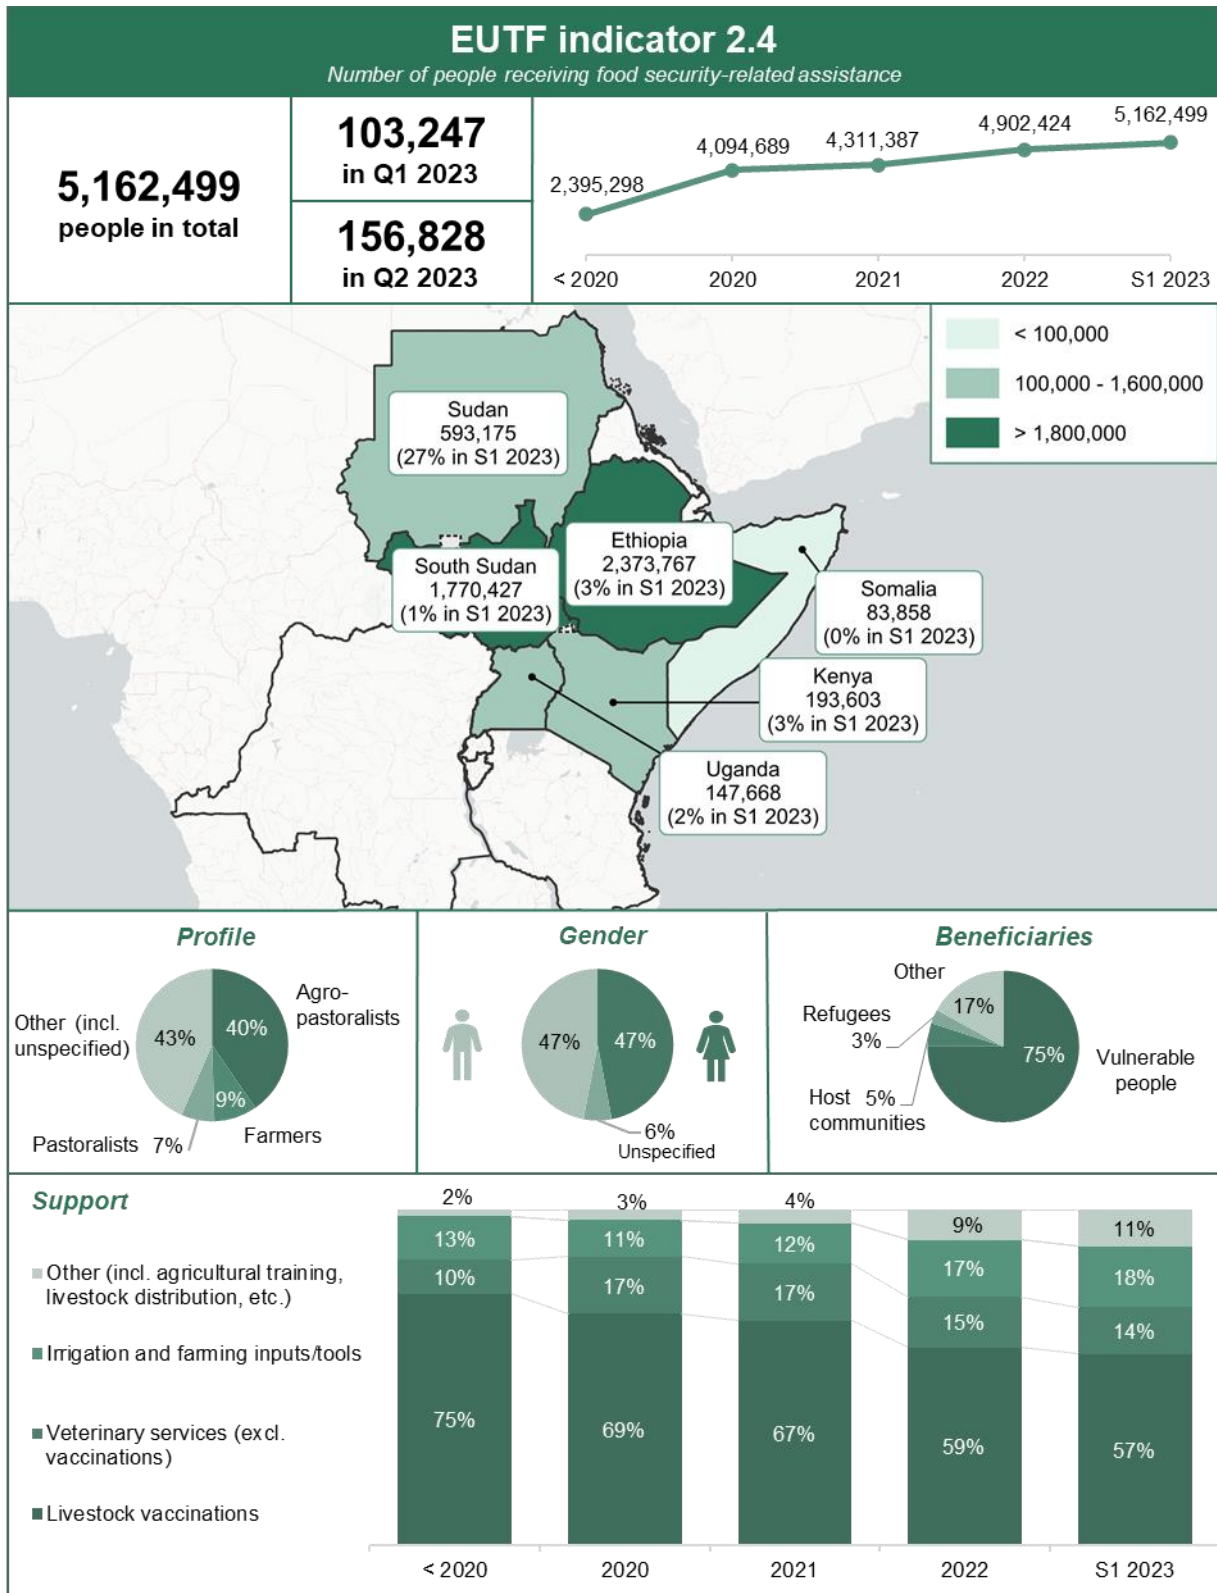 EUTF indicator 2.4
Number of people receiving food security-related assistance
5,162,499
people in total
103,247
in Q1 2023
156,828
in Q2 2023
2,395,298
4,094,689
4,311,387
4,902,424
5,162,499
< 2020
2020
2021
2022
S1 2023
< 100,000
100,000 - 1,600,000
> 1,800,000
Sudan
593,175
(27% in S1 2023)
South Sudan
1,770,427
(1% in S1 2023)
Ethiopia
2,373,767
(3% in S1 2023)
Somalia
83,858
(0% in S1 2023)
Kenya
193,603
(3% in S1 2023)
Uganda
147,668
(2% in S1 2023)
Profile
Other (incl.
unspecified)
43%
40%
Agro-
pastoralists
9%
Farmers
Pastoralists 7%
Gender
47%
47%
6%
Unspecified
Beneficiaries
Other
17%
Refugees
3%
75%
Vulnerable
people
Host 5%
communities
Support
Other (incl. agricultural training,
livestock distribution, etc.)
Irrigation and farming inputs/tools
Veterinary services (excl.
vaccinations)
Livestock vaccinations
2%
13%
10%
75%
3%
11%
17%
69%
4%
12%
17%
67%
9%
17%
15%
59%
11%
18%
14%
57%
< 2020
2020
2021
2022
S1 2023